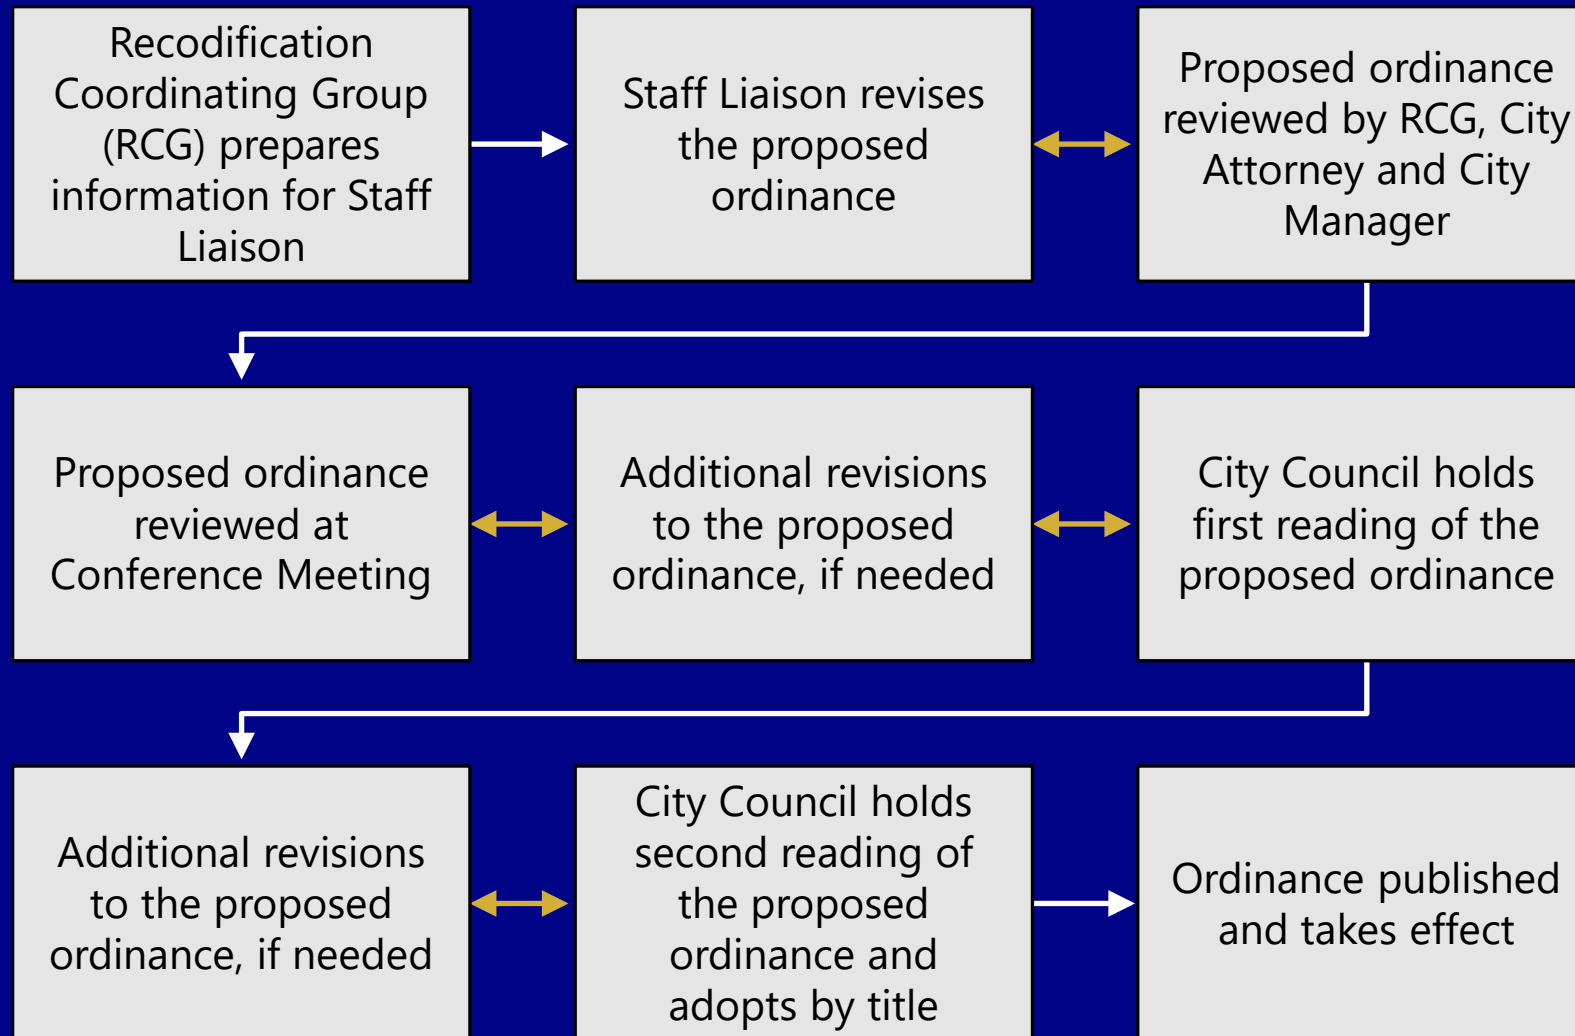 Recodification
Coordinating Group
(RCG) prepares
information for Staff
Liaison
Staff Liaison revises
the proposed
ordinance
Proposed ordinance
reviewed by RCG, City
Attorney and City
Manager
Proposed ordinance
reviewed at
Conference Meeting
Additional revisions
to the proposed
ordinance, if needed
City Council holds
first reading of the
proposed ordinance
Additional revisions
to the proposed
ordinance, if needed
City Council holds
second reading of
the proposed
ordinance and
adopts by title
Ordinance published
and takes effect